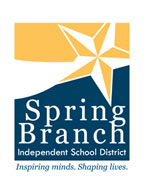 Spring
Branch
Independent School District
Inspiring minds. Shaping lives.